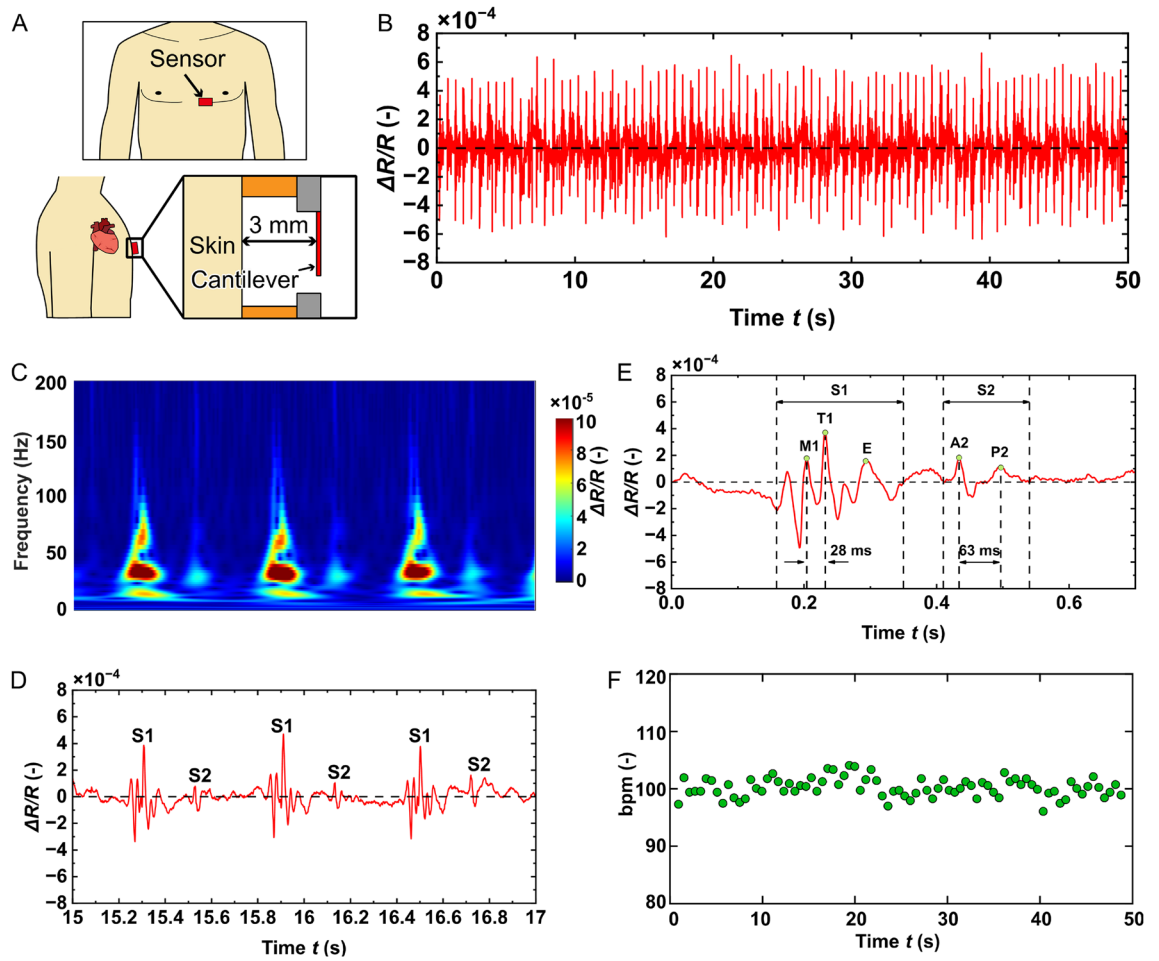 A
Sensor
3 mm
Skin
Cantilever
B
×10⁻⁴
8
6
4
2
0
−2
−4
−6
−8
ΔR/R (-)
0 10 20 30 40 50
Time t (s)
C
200
150
100
50
0
Frequency (Hz)
×10⁻⁵
10
8
6
4
2
0
ΔR/R (-)
D
×10⁻⁴
8
6
4
2
0
−2
−4
−6
−8
ΔR/R (-)
S1 S2 S1 S2 S1 S2
15 15.2 15.4 15.6 15.8 16 16.2 16.4 16.6 16.8 17
Time t (s)
E
×10⁻⁴
8
6
4
2
0
−2
−4
−6
−8
ΔR/R (-)
S1 S2
T1
M1 E A2 P2
28 ms 63 ms
0.0 0.2 0.4 0.6
Time t (s)
F
120
110
100
90
80
bpm (-)
0 10 20 30 40 50
Time t (s)